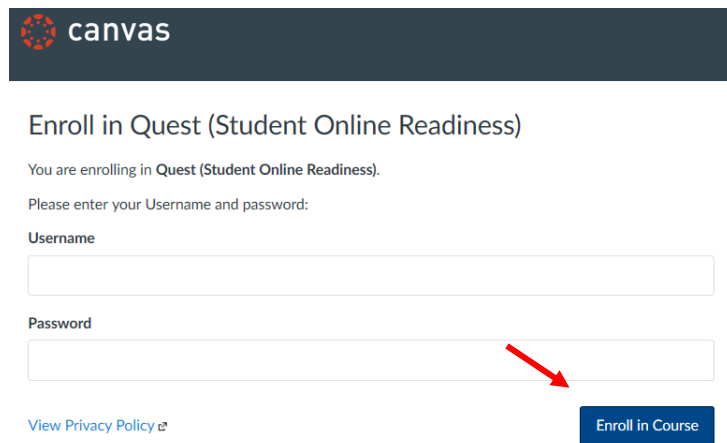 canvas
Enroll in Quest (Student Online Readiness)
You are enrolling in Quest (Student Online Readiness).
Please enter your Username and password:
Username
Password
View Privacy Policy
Enroll in Course